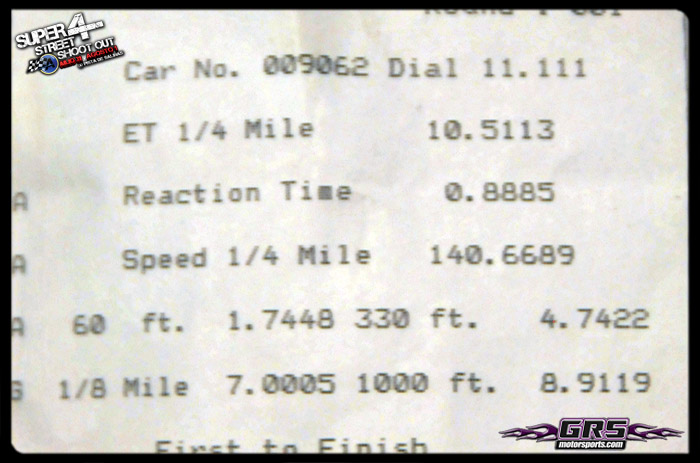 SUPER 4
STREET
SHOOT OUT
Car No. 009062 Dial 11.111
ET 1/4 Mile 10.5113
A Reaction Time 0.8885
A Speed 1/4 Mile 140.6689
A 60 ft. 1.7448 330 ft. 4.7422
1/8 Mile 7.0005 1000 ft. 8.9119
First to Finish
GRS
motorsports.com